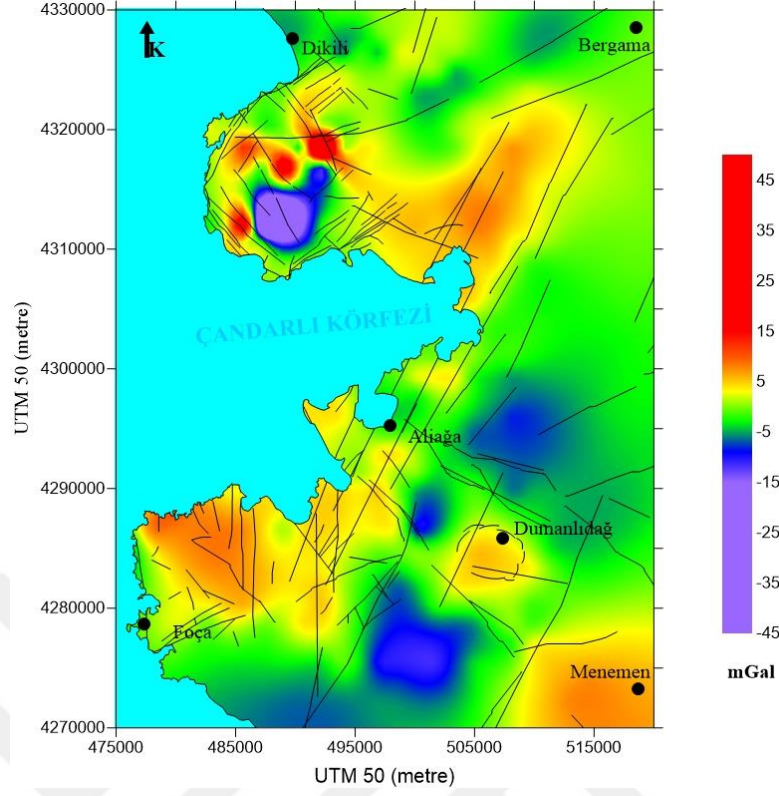 4330000
K
Dikili
Bergama
4320000
4310000
ÇANDARLI KÖRFEZİ
4300000
Aliağa
4290000
Dumanlıdağ
4280000
Foça
Menemen
4270000
475000 485000 495000 505000 515000
UTM 50 (metre)
UTM 50 (metre)
45
35
25
15
5
-5
-15
-25
-35
-45
mGal